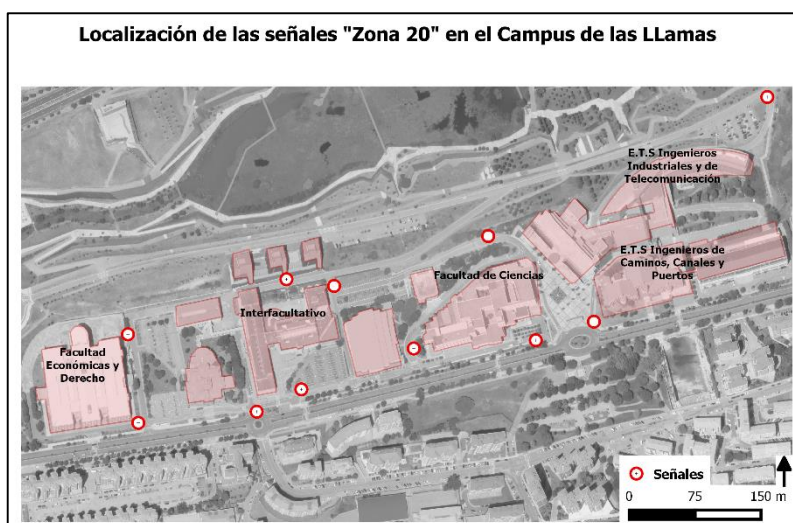 Localización de las señales "Zona 20" en el Campus de las LLamas
E.T.S Ingenieros
Industriales y de
Telecomunicación
E.T.S Ingenieros de
Caminos, Canales y
Puertos
Facultad de Ciencias
Interfacultativo
Facultad
Económicas y
Derecho
Señales
0 75 150 m